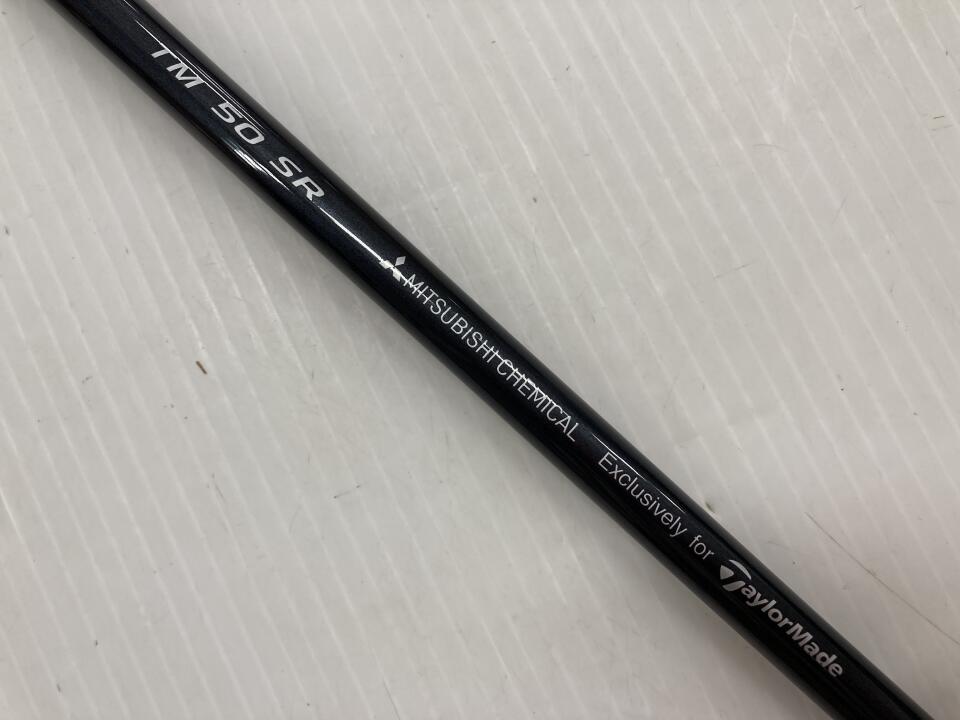 TM 50 SR MITSUBISHI CHEMICAL Exclusively for TaylorMade